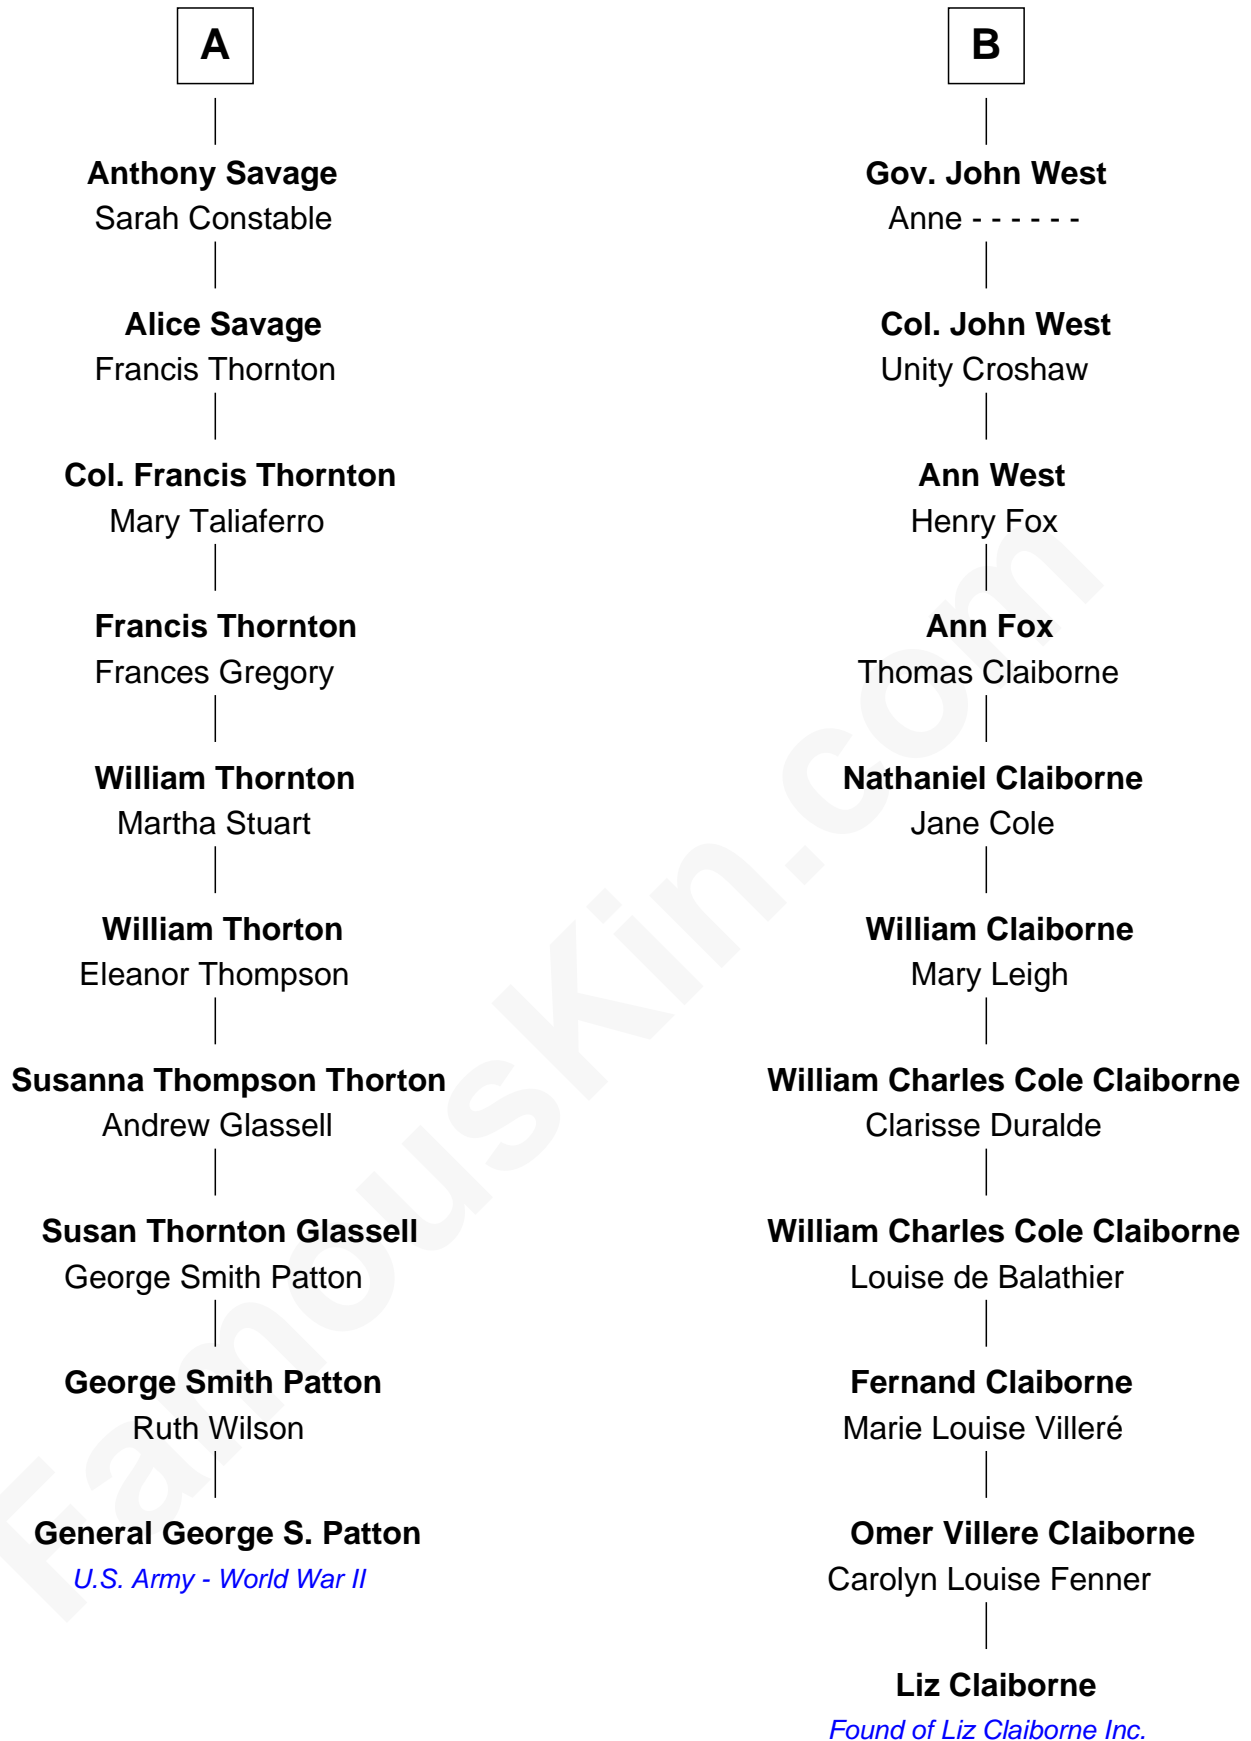 A
Anthony Savage
Sarah Constable
Alice Savage
Francis Thornton
Col. Francis Thornton
Mary Taliaferro
Francis Thornton
Frances Gregory
William Thornton
Martha Stuart
William Thorton
Eleanor Thompson
Susanna Thompson Thorton
Andrew Glassell
Susan Thornton Glassell
George Smith Patton
George Smith Patton
Ruth Wilson
General George S. Patton
U.S. Army - World War II
B
Gov. John West
Anne - - - - - -
Col. John West
Unity Croshaw
Ann West
Henry Fox
Ann Fox
Thomas Claiborne
Nathaniel Claiborne
Jane Cole
William Claiborne
Mary Leigh
William Charles Cole Claiborne
Clarisse Duralde
William Charles Cole Claiborne
Louise de Balathier
Fernand Claiborne
Marie Louise Villeré
Omer Villere Claiborne
Carolyn Louise Fenner
Liz Claiborne
Found of Liz Claiborne Inc.
FamousKin.com